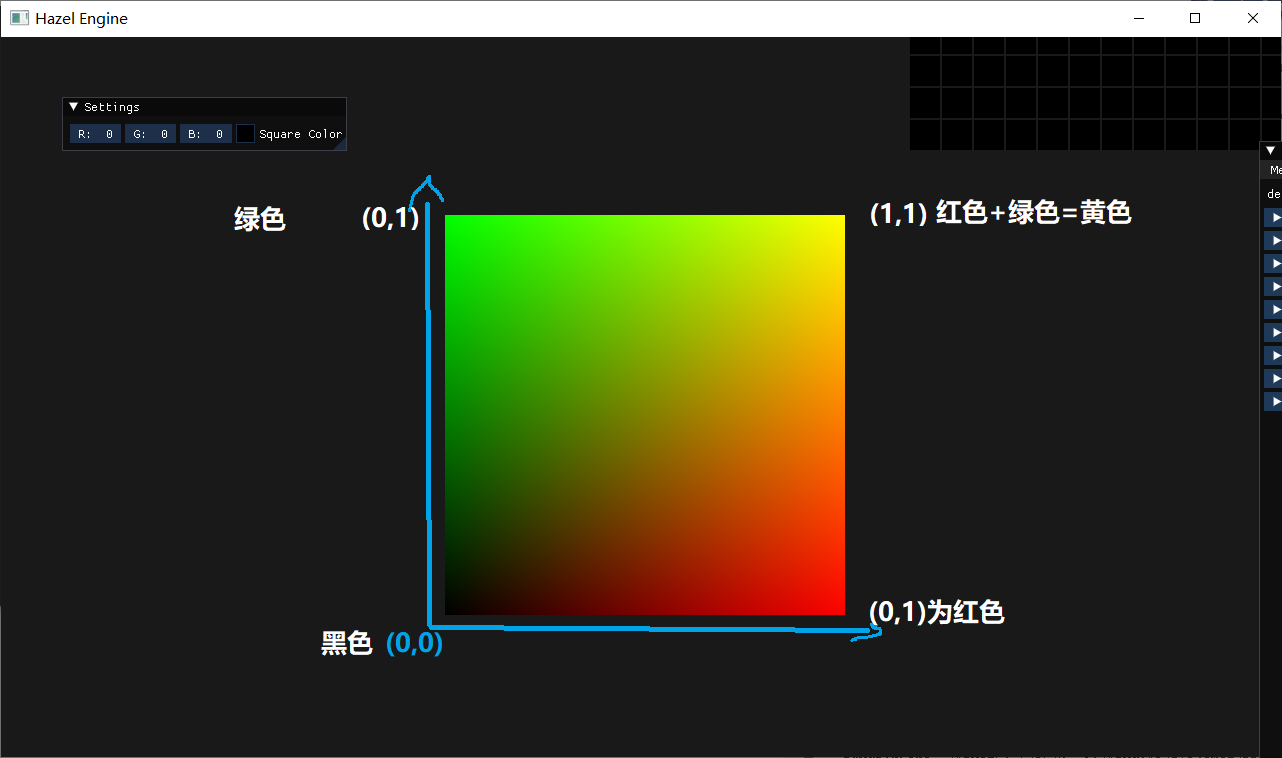 Hazel Engine
Settings
R: 0 G: 0 B: 0 Square Color
Me
de
绿色 (0,1)
(1,1) 红色+绿色=黄色
(0,1)为红色
黑色 (0,0)